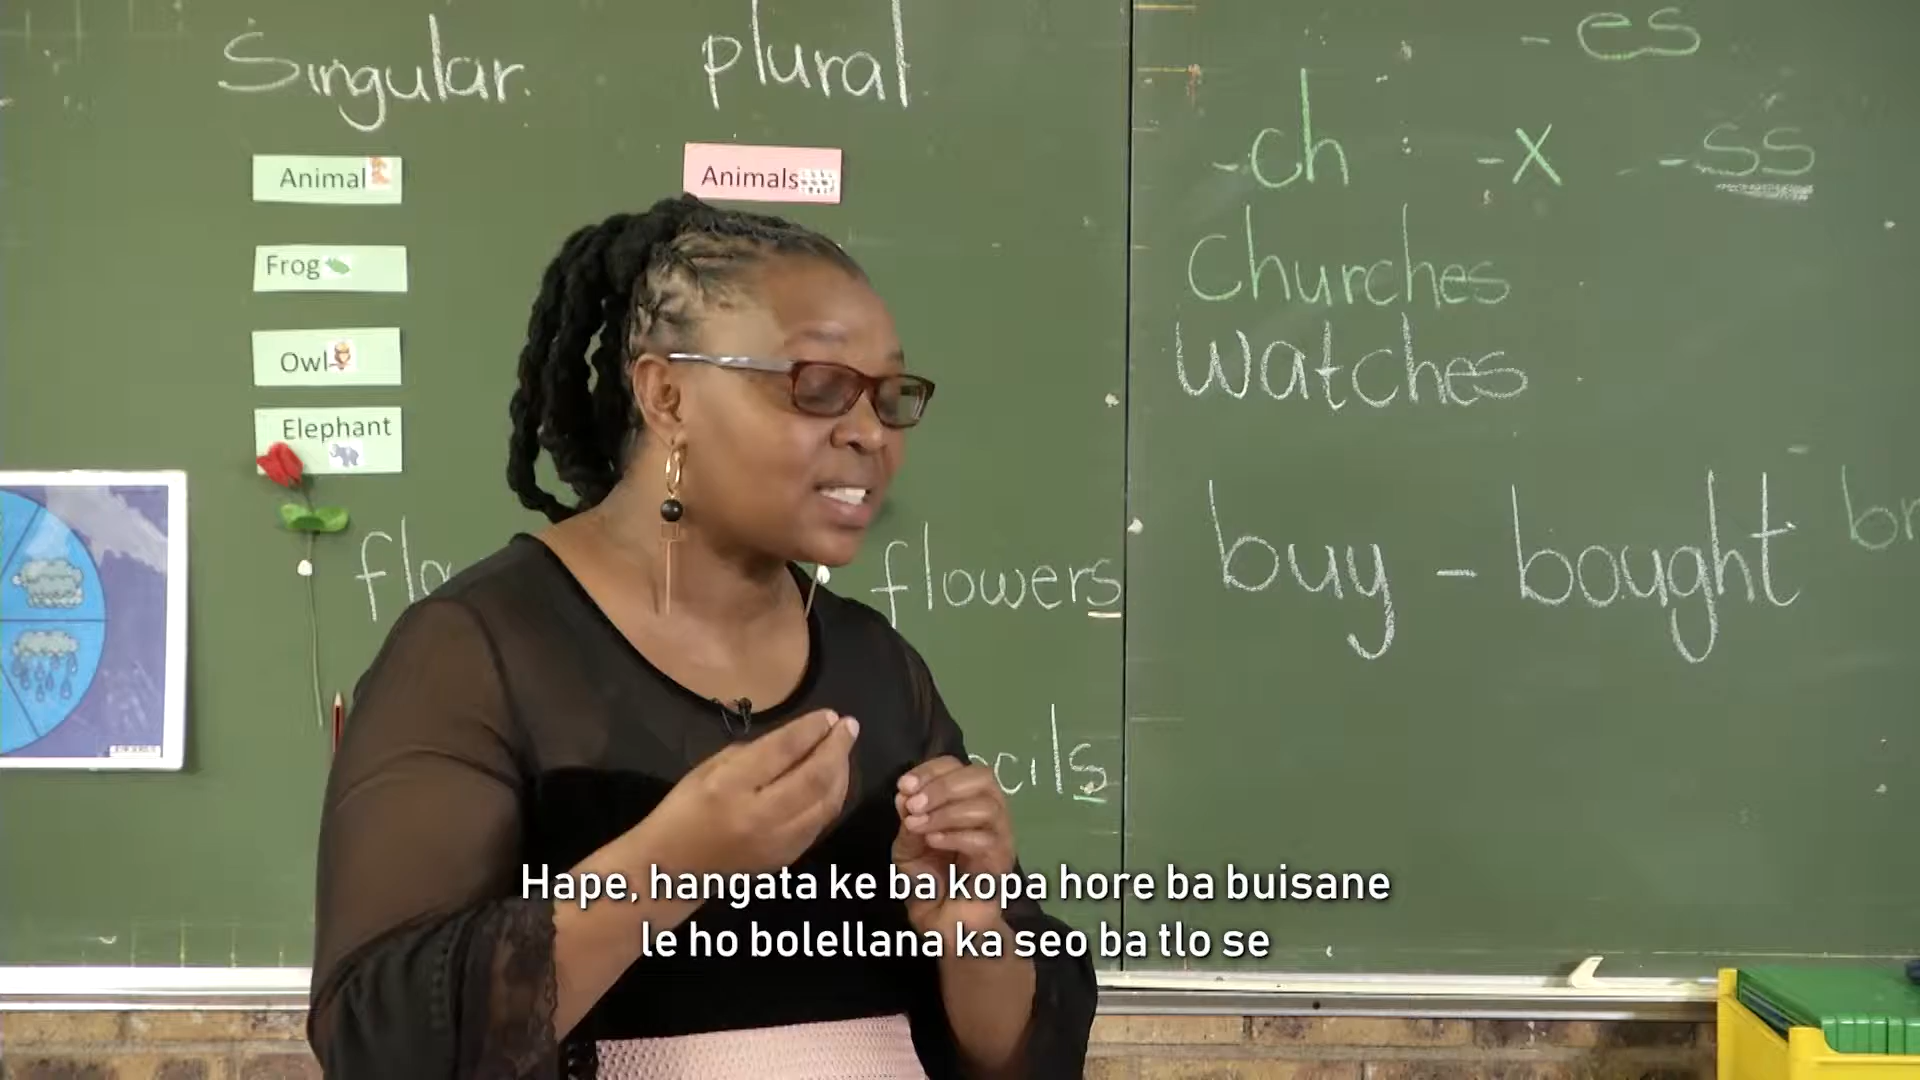 Singular.
plural
Animal
Animals
Frog
Owl
Elephant
flowers
- es
-ch
-x
-ss
Churches
Watches
buy - bought
Hape, hangata ke ba kopa hore ba buisane
le ho bolellana ka seo ba tlo se